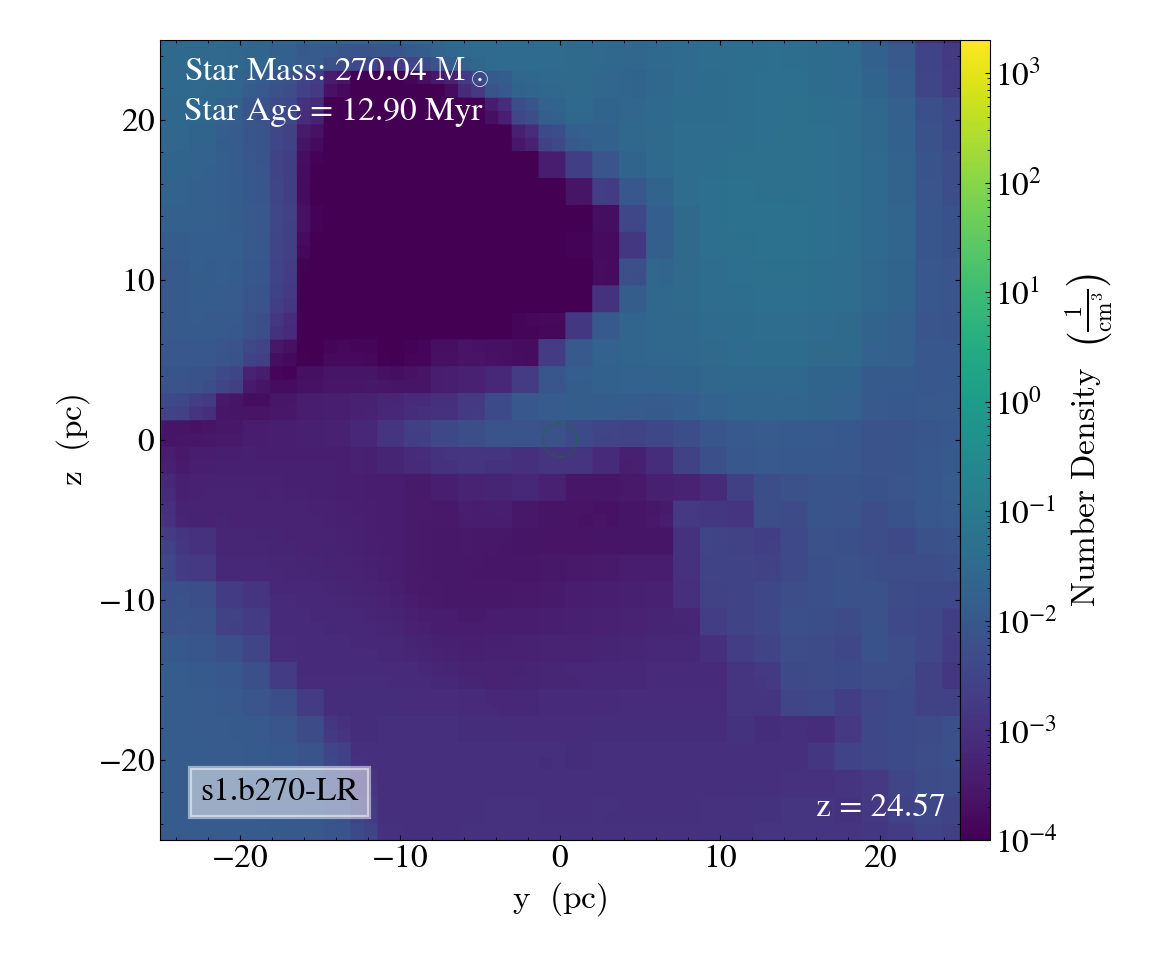 Star Mass: 270.04 M⊙
Star Age = 12.90 Myr
s1.b270-LR
z = 24.57
20
10
0
−10
−20
z (pc)
−20 −10 0 10 20
y (pc)
10³
10²
10¹
10⁰
10⁻¹
10⁻²
10⁻³
10⁻⁴
Number Density (1/cm³)